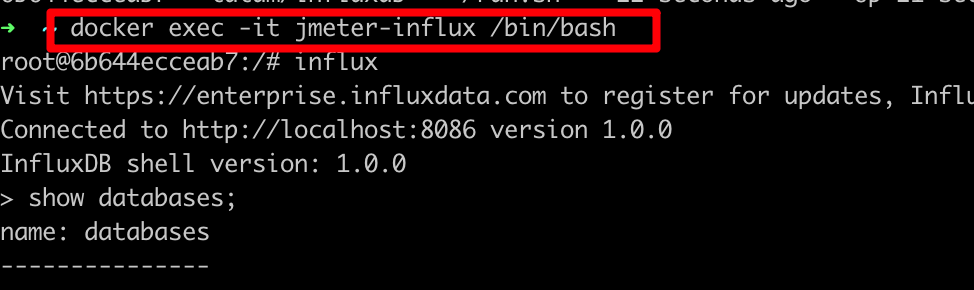 ➜ ~ docker exec -it jmeter-influx /bin/bash
root@6b644ecceab7:/# influx
Visit https://enterprise.influxdata.com to register for updates,
Connected to http://localhost:8086 version 1.0.0
InfluxDB shell version: 1.0.0
> show databases;
name: databases
---------------